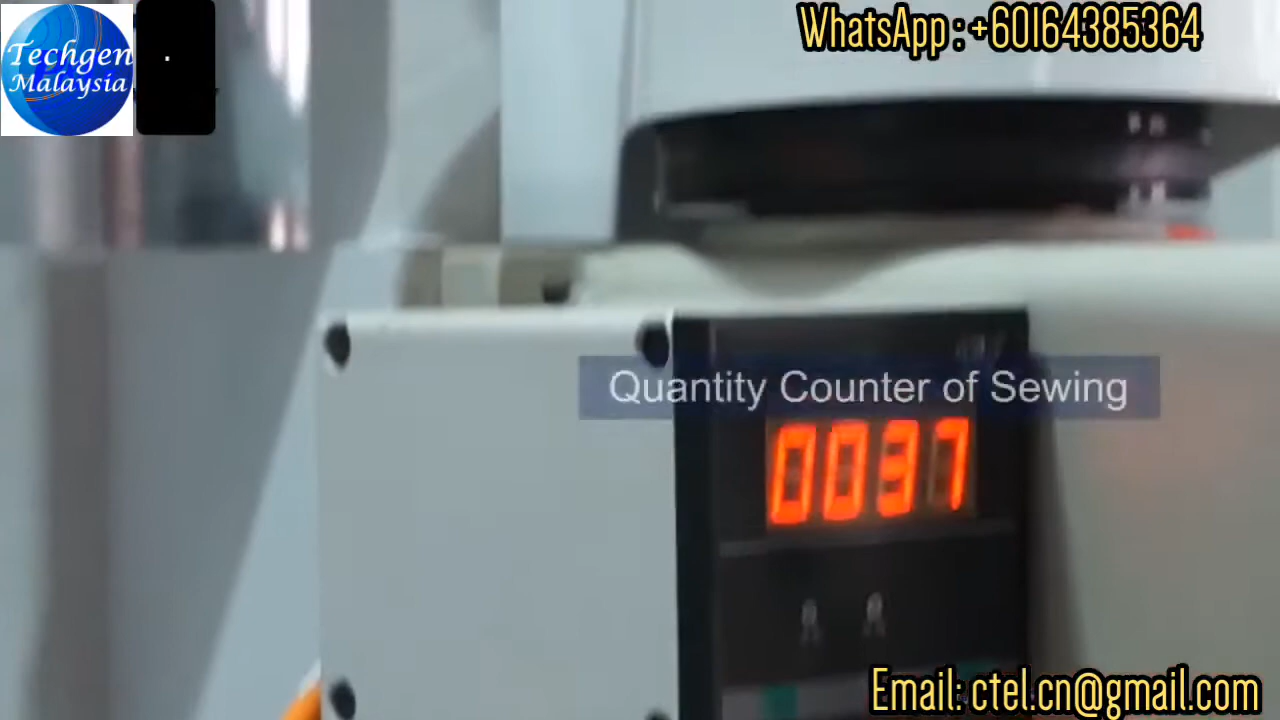 Techgen
Malaysia
WhatsApp : +60164385364
Quantity Counter of Sewing
0037
Email: ctel.cn@gmail.com